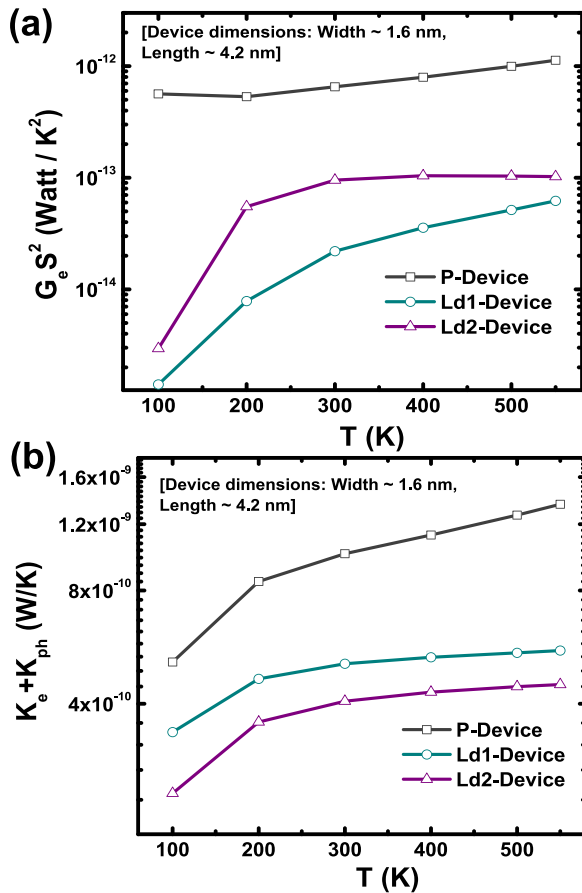 (a)
[Device dimensions: Width ~ 1.6 nm,
Length ~ 4.2 nm]
10⁻¹²
10⁻¹³
10⁻¹⁴
GₑS² (Watt / K²)
P-Device
Ld1-Device
Ld2-Device
100 200 300 400 500
T (K)
(b)
[Device dimensions: Width ~ 1.6 nm,
Length ~ 4.2 nm]
1.6x10⁻⁹
1.2x10⁻⁹
8x10⁻¹⁰
4x10⁻¹⁰
Kₑ+Kₚₕ (W/K)
P-Device
Ld1-Device
Ld2-Device
100 200 300 400 500
T (K)